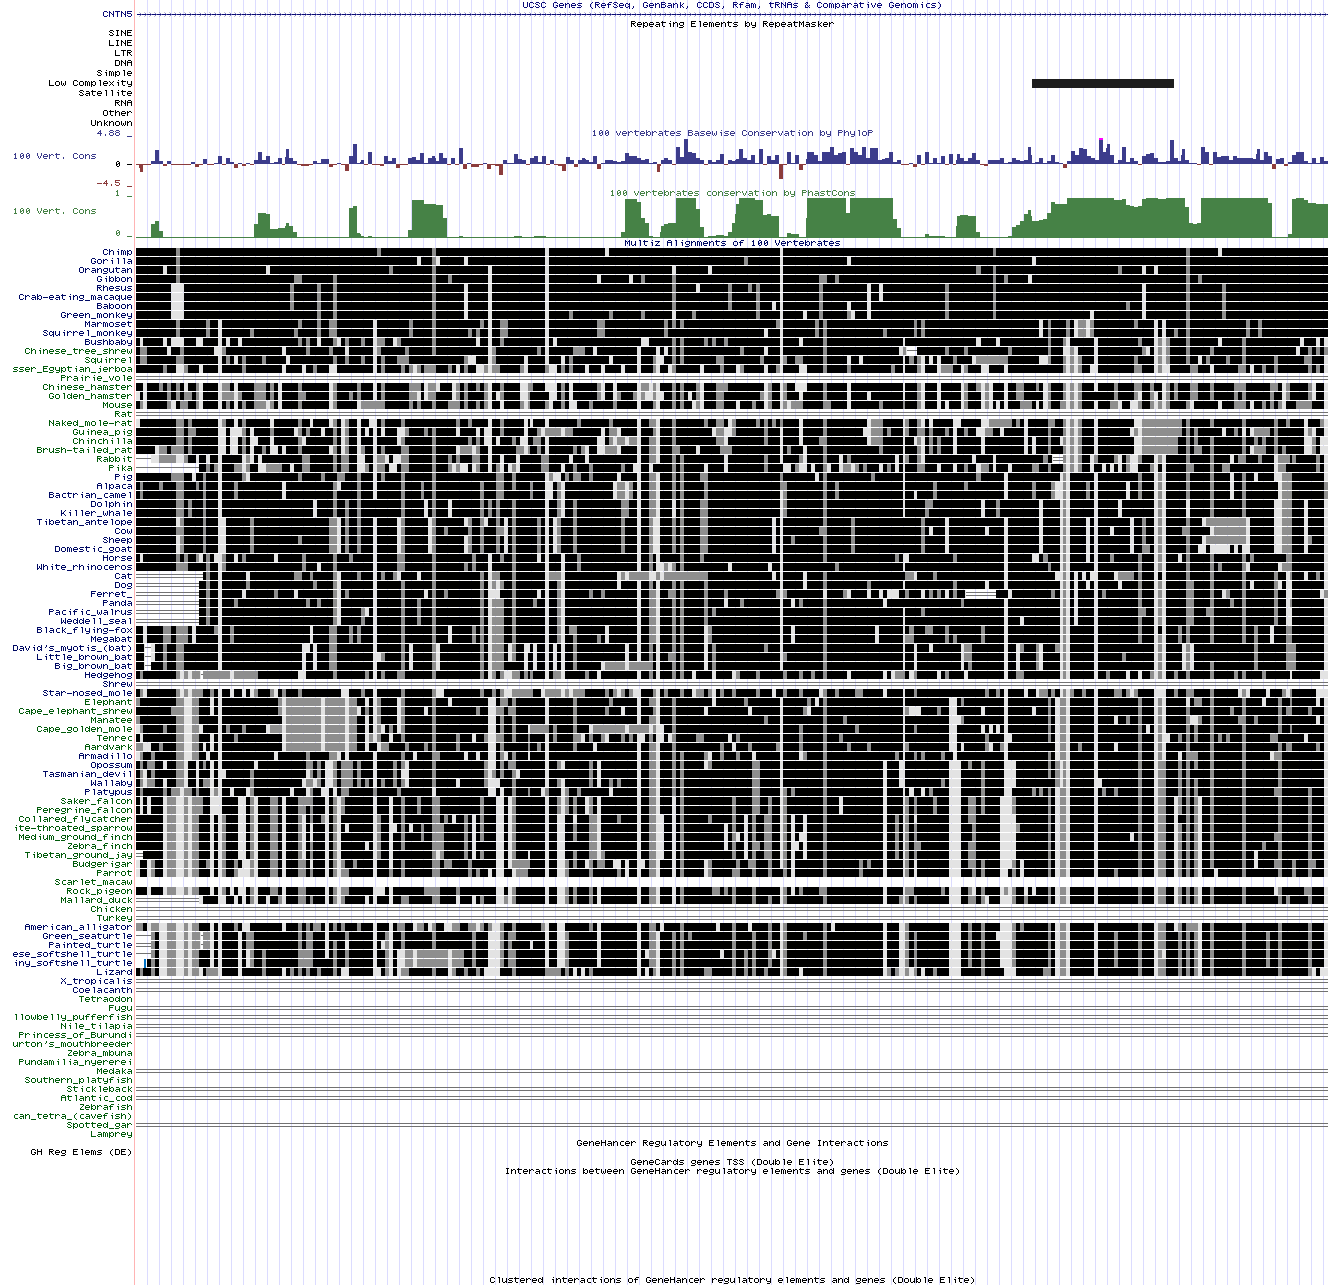 UCSC Genes (RefSeq, GenBank, CCDS, Rfam, tRNAs & Comparative Genomics)
CNTN5
Repeating Elements by RepeatMasker
SINE
LINE
LTR
DNA
Simple
Low Complexity
Satellite
RNA
Other
Unknown
4.88 _
100 vertebrates Basewise Conservation by PhyloP
100 Vert. Cons
0 _
-4.5 _
1 _
100 vertebrates conservation by PhastCons
100 Vert. Cons
0 _
Multiz Alignments of 100 Vertebrates
Chimp
Gorilla
Orangutan
Gibbon
Rhesus
Crab-eating_macaque
Baboon
Green_monkey
Marmoset
Squirrel_monkey
Bushbaby
Chinese_tree_shrew
Squirrel
sser_Egyptian_jerboa
Prairie_vole
Chinese_hamster
Golden_hamster
Mouse
Rat
Naked_mole-rat
Guinea_pig
Chinchilla
Brush-tailed_rat
Rabbit
Pika
Pig
Alpaca
Bactrian_camel
Dolphin
Killer_whale
Tibetan_antelope
Cow
Sheep
Domestic_goat
Horse
White_rhinoceros
Cat
Dog
Ferret_
Panda
Pacific_walrus
Weddell_seal
Black_flying-fox
Megabat
David's_myotis_(bat)
Little_brown_bat
Big_brown_bat
Hedgehog
Shrew
Star-nosed_mole
Elephant
Cape_elephant_shrew
Manatee
Cape_golden_mole
Tenrec
Aardvark
Armadillo
Opossum
Tasmanian_devil
Wallaby
Platypus
Saker_falcon
Peregrine_falcon
Collared_flycatcher
ite-throated_sparrow
Medium_ground_finch
Zebra_finch
Tibetan_ground_jay
Budgerigar
Parrot
Scarlet_macaw
Rock_pigeon
Mallard_duck
Chicken
Turkey
American_alligator
Green_seaturtle
Painted_turtle
ese_softshell_turtle
iny_softshell_turtle
Lizard
X_tropicalis
Coelacanth
Tetraodon
Fugu
llowbelly_pufferfish
Nile_tilapia
Princess_of_Burundi
urton's_mouthbreeder
Zebra_mbuna
Pundamilia_nyererei
Medaka
Southern_platyfish
Stickleback
Atlantic_cod
Zebrafish
can_tetra_(cavefish)
Spotted_gar
Lamprey
GeneHancer Regulatory Elements and Gene Interactions
GH Reg Elems (DE)
GeneCards genes TSS (Double Elite)
Interactions between GeneHancer regulatory elements and genes (Double Elite)
Clustered interactions of GeneHancer regulatory elements and genes (Double Elite)